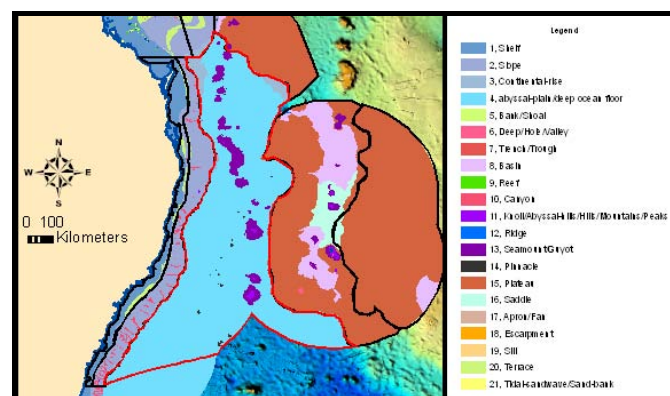 N
W E
S
0 100
Kilometers
Legend
1, Shelf
2, Slope
3, Continental-rise
4, abyssal-plain/deep ocean floor
5, Bank/Shoal
6, Deep/Hole/Valley
7, Trench/Trough
8, Basin
9, Reef
10, Canyon
11, Knoll/Abyssal-hills/Hills/Mountains/Peaks
12, Ridge
13, Seamount/Guyot
14, Pinnacle
15, Plateau
16, Saddle
17, Apron/Fan
18, Escarpment
19, Sill
20, Terrace
21, Tidal-sandwave/Sand-bank